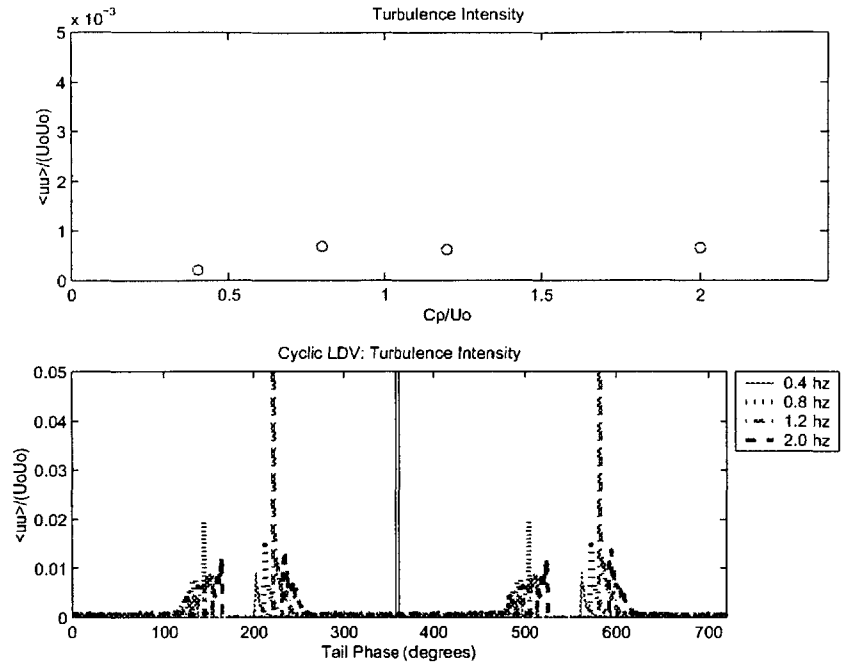 x 10⁻³
Turbulence Intensity
5
4
3
2
1
0
<uu>/(UoUo)
0 0.5 1 1.5 2
Cp/Uo
Cyclic LDV: Turbulence Intensity
0.05
0.04
0.03
0.02
0.01
0
<uu>/(UoUo)
0 100 200 300 400 500 600 700
Tail Phase (degrees)
0.4 hz
0.8 hz
1.2 hz
2.0 hz